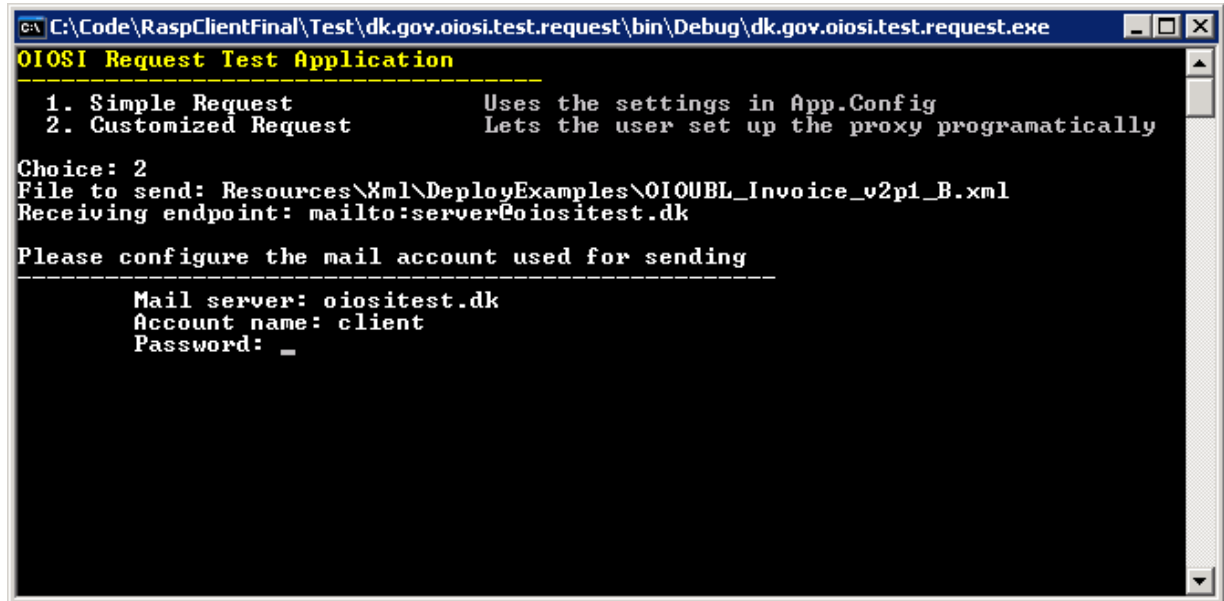 C:\Code\RaspClientFinal\Test\dk.gov.oiosi.test.request\bin\Debug\dk.gov.oiosi.test.request.exe
OIOSI Request Test Application
------------------------------------
1. Simple Request Uses the settings in App.Config
2. Customized Request Lets the user set up the proxy programatically
Choice: 2
File to send: Resources\Xml\DeployExamples\OIOUBL_Invoice_v2p1_B.xml
Receiving endpoint: mailto:server@oiositest.dk
Please configure the mail account used for sending
----------------------------------------------------
Mail server: oiositest.dk
Account name: client
Password: _